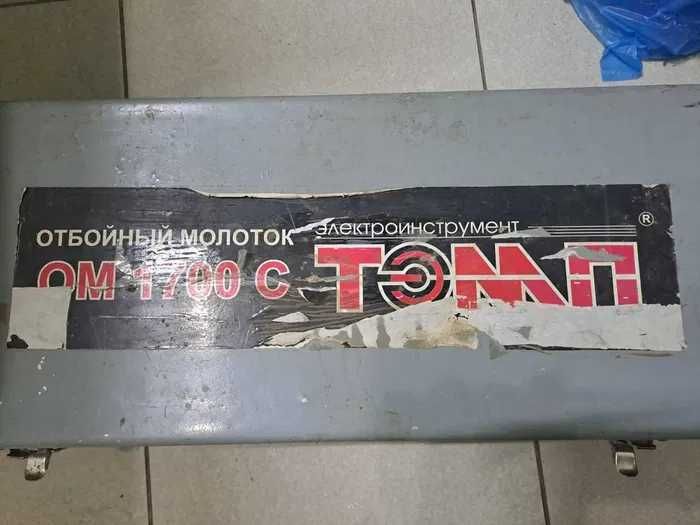 ОТБОЙНЫЙ МОЛОТОК
ОМ 1700 С
электроинструмент
ТЭМП
®